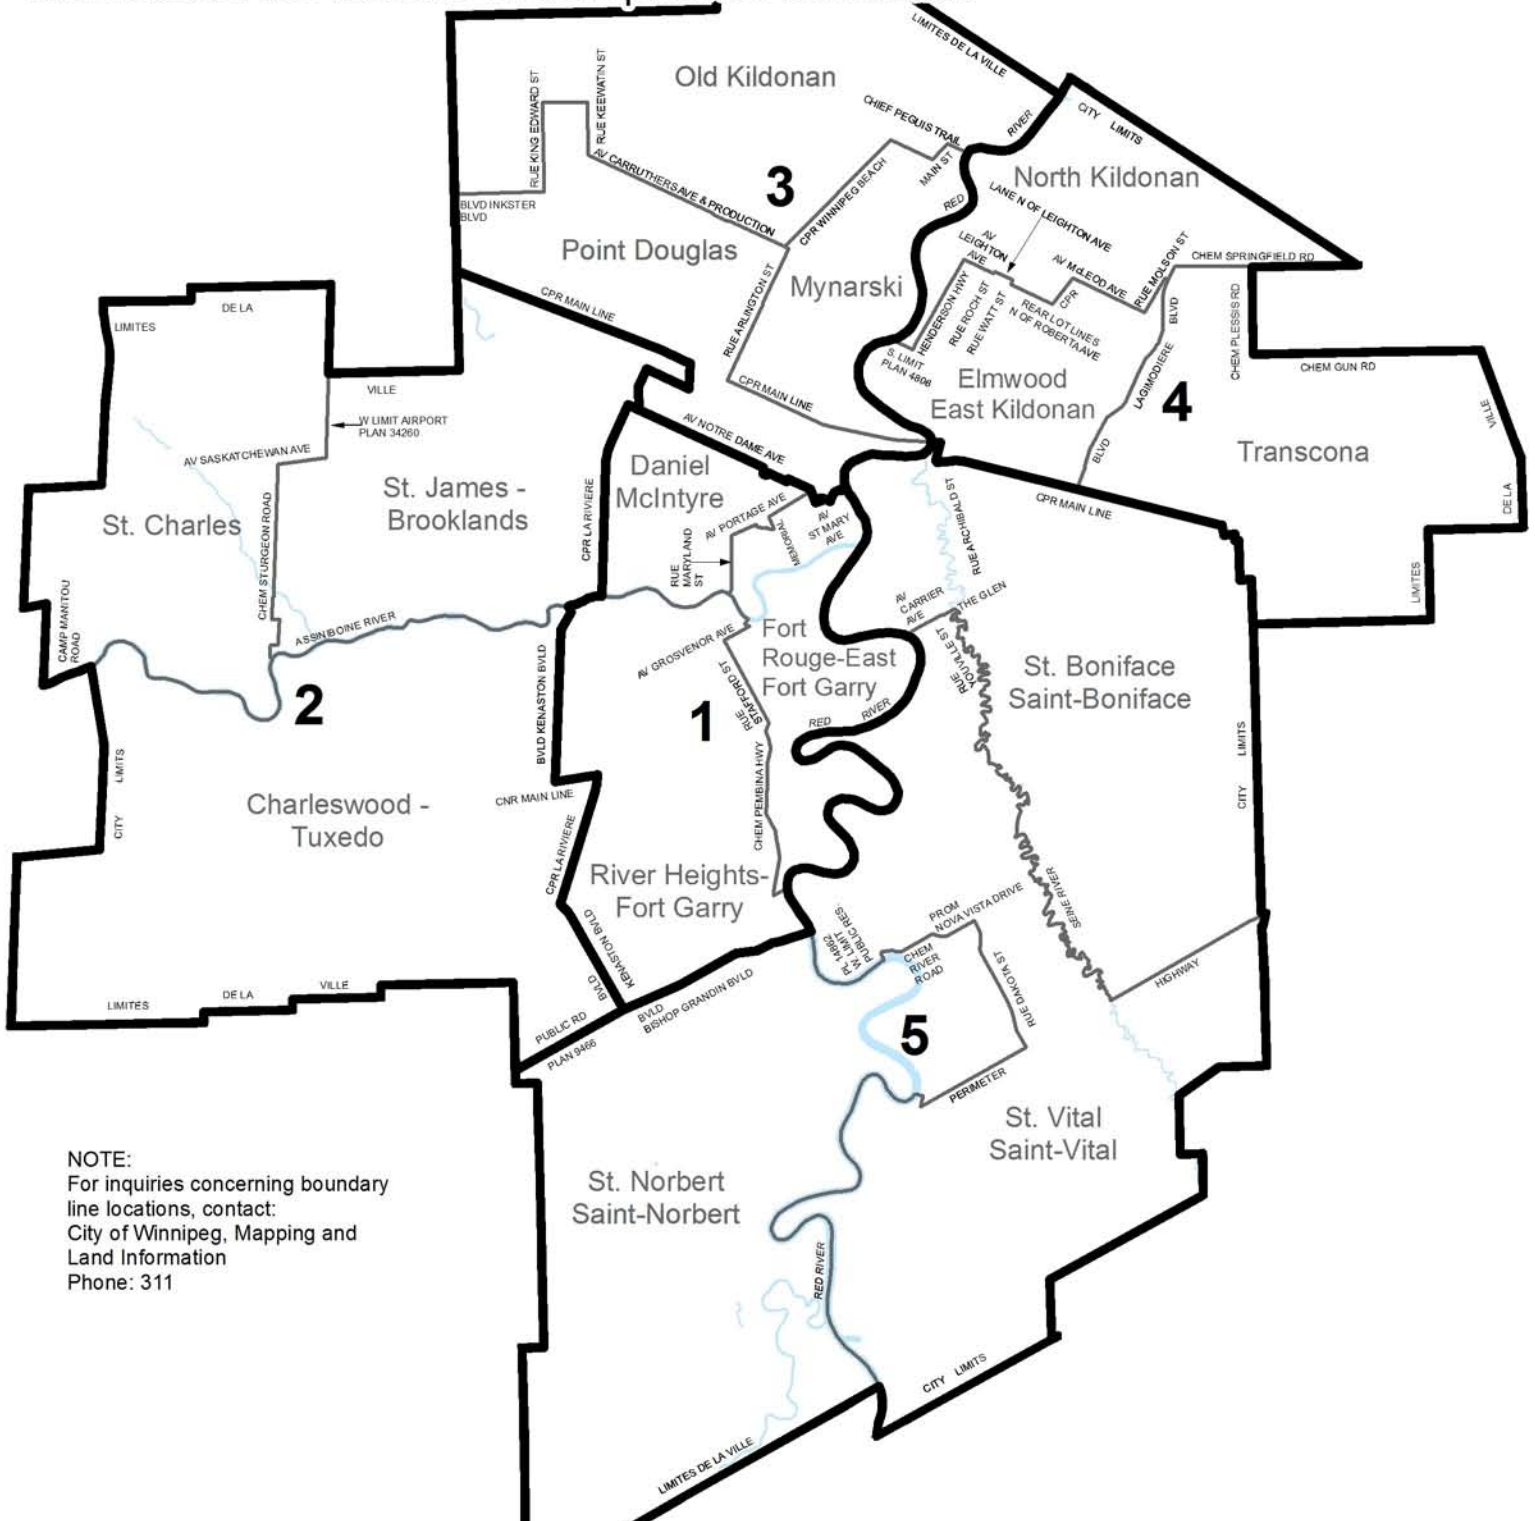 LIMITES DE LA VILLE
Old Kildonan
CITY LIMITS
RUE KING EDWARD ST
RUE KEEWATIN ST
CHIEF PEGUIS TRAIL
RIVER
AV CARRUTHERS AVE & PRODUCTION
3
CPR WINNIPEG BEACH
MAIN ST
North Kildonan
BLVD INKSTER
BLVD
RED
LANE N OF LEIGHTON AVE
Point Douglas
AV
LEIGHTON
AVE
AV McLEOD AVE
RUE MOLSON ST
CHEM SPRINGFIELD RD
Mynarski
CPR MAIN LINE
RUE ARLINGTON ST
HENDERSON HWY
RUE ROCH ST
RUE WATT ST
CPR
REAR LOT LINES
N OF ROBERTA AVE
BLVD
CHEM PLESSIS RD
DE LA
LIMITES
S. LIMIT
PLAN 4808
LAGIMODIERE
BLVD
CHEM GUN RD
VILLE
CPR MAIN LINE
Elmwood
East Kildonan
4
VILLE
W LIMIT AIRPORT
PLAN 34260
AV NOTRE DAME AVE
Transcona
AV SASKATCHEWAN AVE
DE LA
CPR MAIN LINE
Daniel
McIntyre
St. James -
Brooklands
St. Charles
CHEM STURGEON ROAD
CPR LA RIVIERE
AV PORTAGE AVE
MEMORIAL
AV
ST MARY
AVE
RUE ARCHIBALD ST
RUE
MARYLAND
ST
LIMITES
CAMP MANITOU
ROAD
ASSINIBOINE RIVER
AV
CARRIER
AVE
THE GLEN
AV GROSVENOR AVE
Fort
Rouge-East
Fort Garry
RUE
YOUVILLE ST
St. Boniface
Saint-Boniface
2
BVLD KENASTON BVLD
1
RUE
STAFFORD ST
RED
RIVER
CITY LIMITS
CHEM PEMBINA HWY
CITY LIMITS
CNR MAIN LINE
Charleswood -
Tuxedo
CPR LA RIVIERE
River Heights-
Fort Garry
SEINE RIVER
PROM
NOVA VISTA DRIVE
PL 14862
W. LIMIT
PUBLIC RES.
CHEM
RIVER
ROAD
BVLD
KENASTON BVLD
RUE DAKOTA ST
HIGHWAY
LIMITES
DE LA
VILLE
BVLD
BISHOP GRANDIN BVLD
PUBLIC RD
PLAN 9466
5
PERIMETER
St. Vital
Saint-Vital
St. Norbert
Saint-Norbert
NOTE:
For inquiries concerning boundary
line locations, contact:
City of Winnipeg, Mapping and
Land Information
Phone: 311
RED RIVER
CITY LIMITS
LIMITES DE LA VILLE